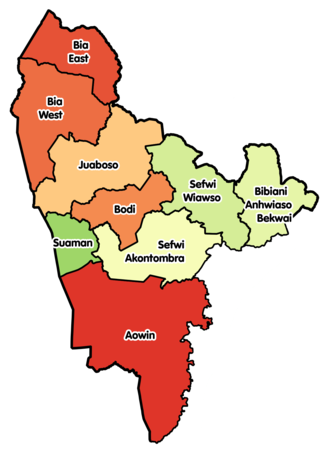 Bia
East
Bia
West
Juaboso
Sefwi
Wiawso
Bibiani
Anhwiaso
Bekwai
Bodi
Suaman
Sefwi
Akontombra
Aowin